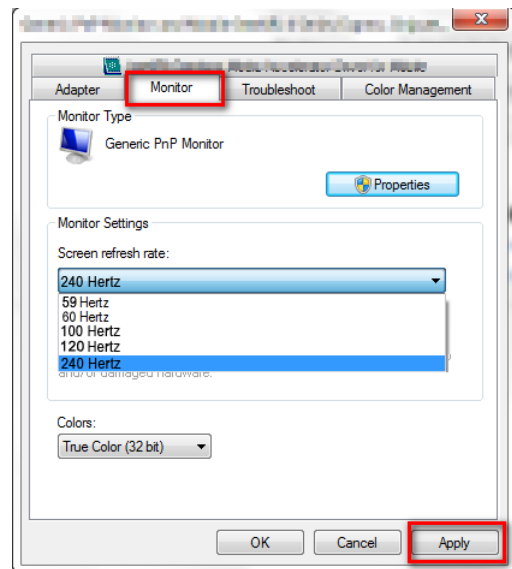 Adapter
Monitor
Troubleshoot
Color Management
Monitor Type
Generic PnP Monitor
Properties
Monitor Settings
Screen refresh rate:
240 Hertz
59 Hertz
60 Hertz
100 Hertz
120 Hertz
240 Hertz
and/or damaged hardware.
Colors:
True Color (32 bit)
OK
Cancel
Apply